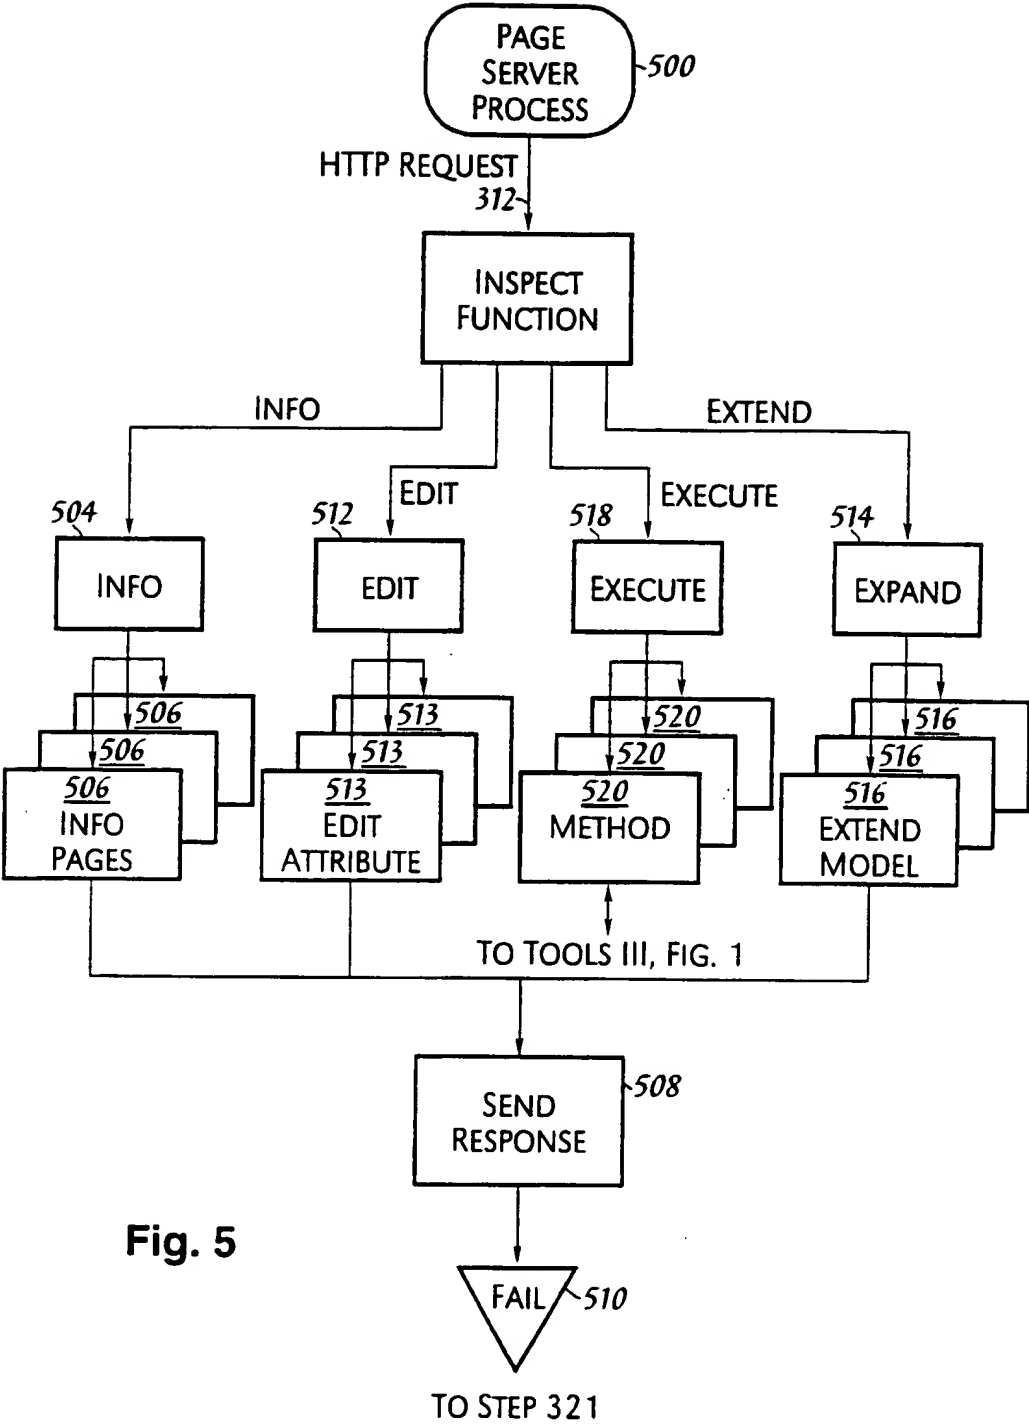 PAGE
SERVER
PROCESS
500
HTTP REQUEST
312
INSPECT
FUNCTION
INFO
EXTEND
EDIT
EXECUTE
504
512
518
514
INFO
EDIT
EXECUTE
EXPAND
506
513
520
516
506
513
520
516
506
INFO
PAGES
513
EDIT
ATTRIBUTE
520
METHOD
516
EXTEND
MODEL
TO TOOLS III, FIG. 1
SEND
RESPONSE
508
Fig. 5
FAIL
510
TO STEP 321